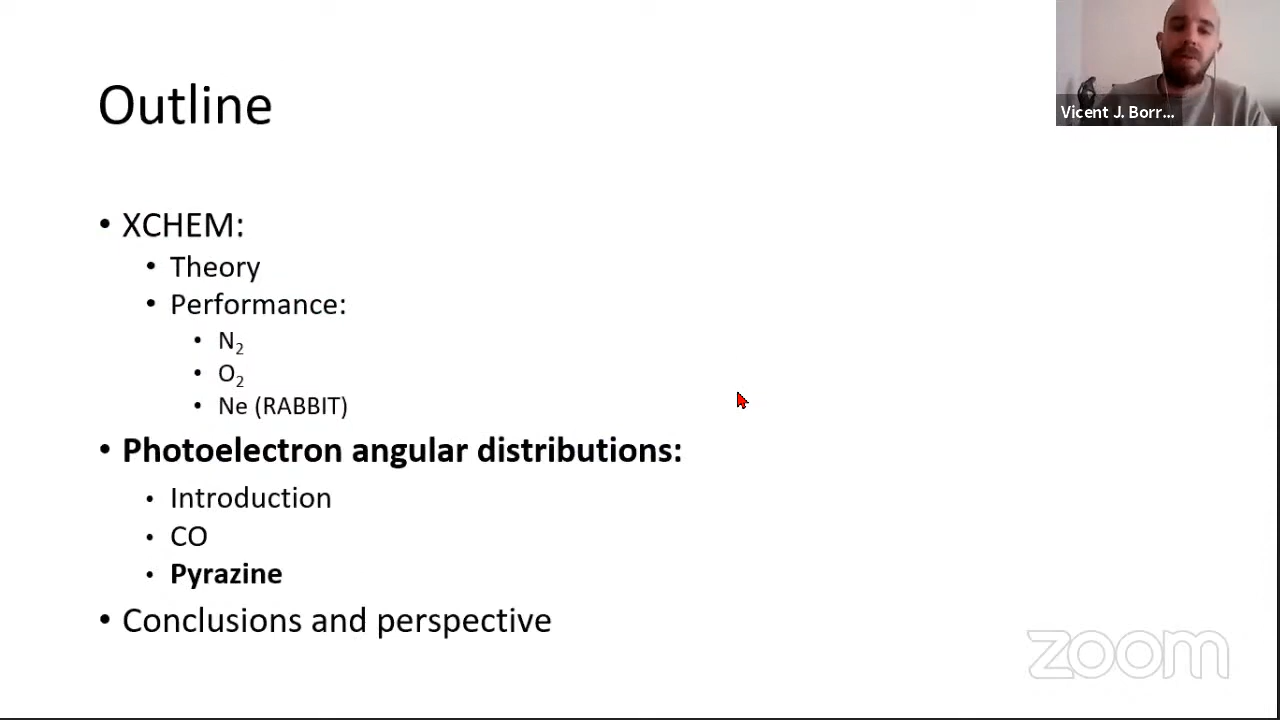 Outline
Vicent J. Borr...
• XCHEM:
• Theory
• Performance:
• N₂
• O₂
• Ne (RABBIT)
• Photoelectron angular distributions:
• Introduction
• CO
• Pyrazine
• Conclusions and perspective
zoom